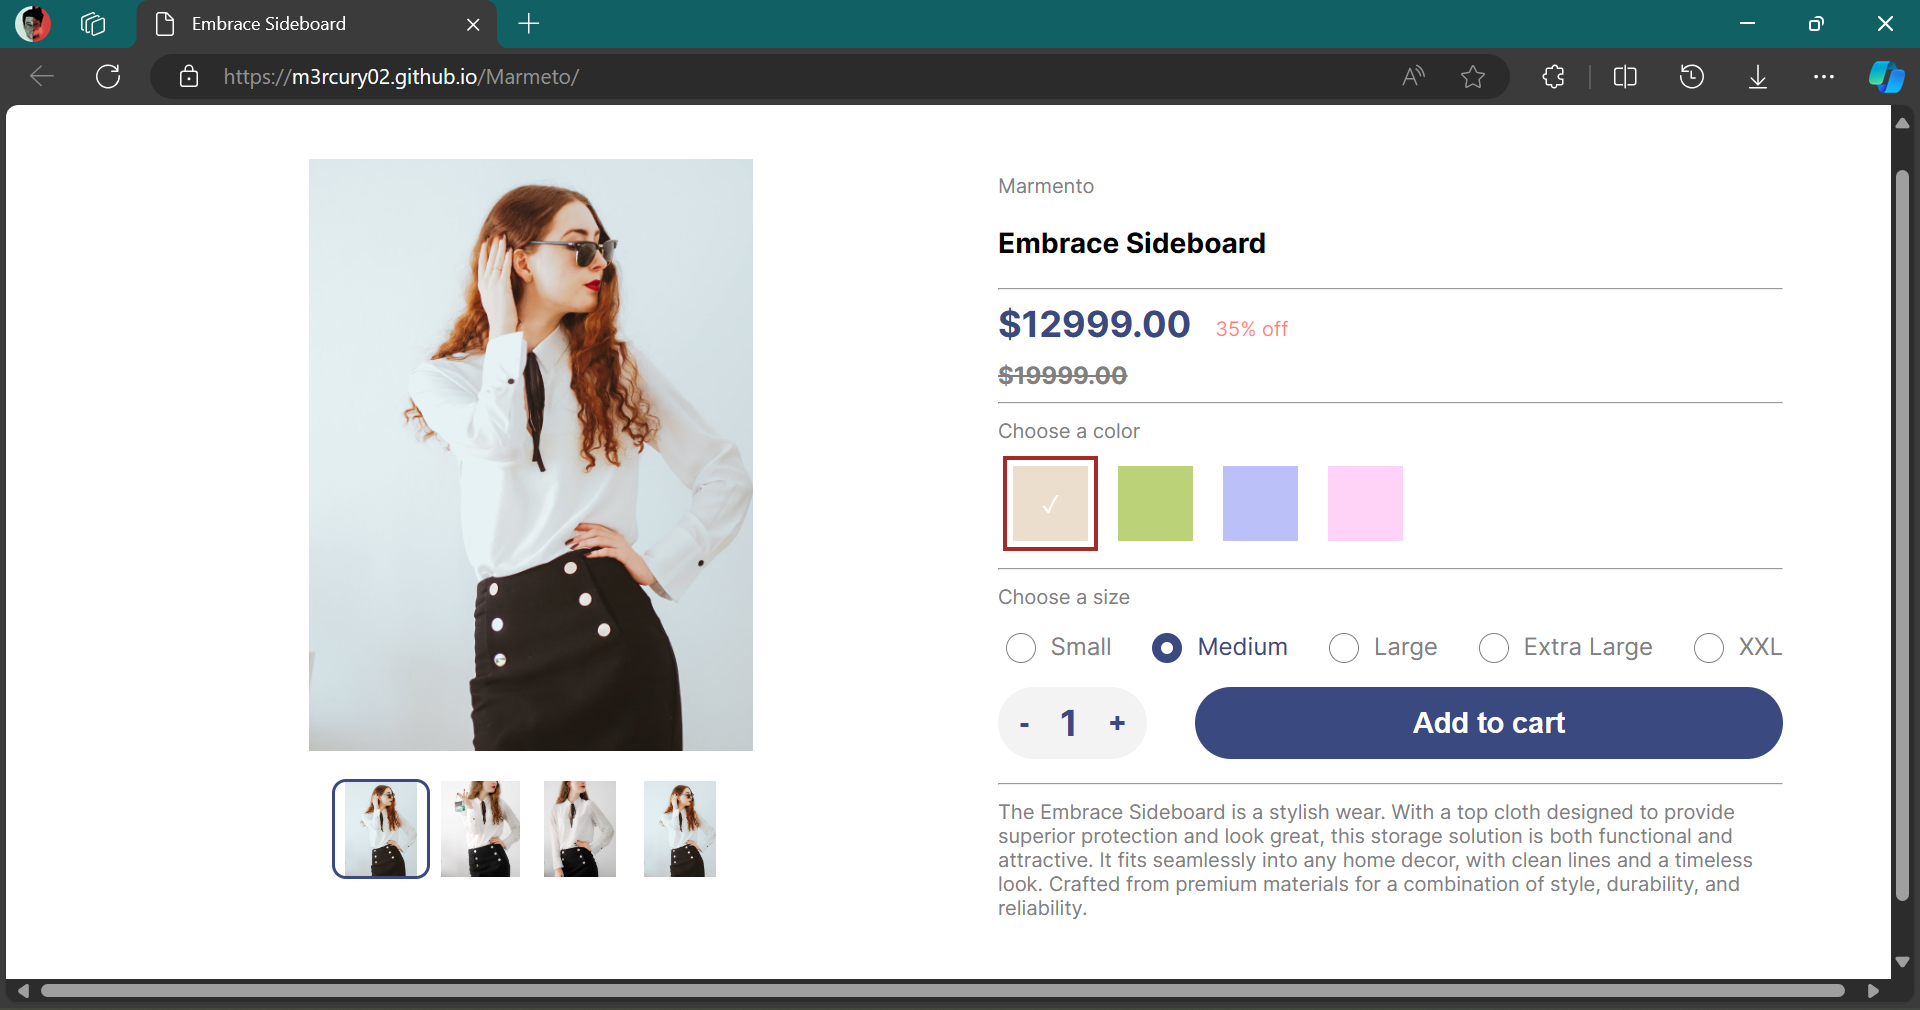 Embrace Sideboard
https://m3rcury02.github.io/Marmeto/
Marmento
Embrace Sideboard
$12999.00 35% off
$19999.00
Choose a color
Choose a size
Small Medium Large Extra Large XXL
- 1 + Add to cart
The Embrace Sideboard is a stylish wear. With a top cloth designed to provide
superior protection and look great, this storage solution is both functional and
attractive. It fits seamlessly into any home decor, with clean lines and a timeless
look. Crafted from premium materials for a combination of style, durability, and
reliability.